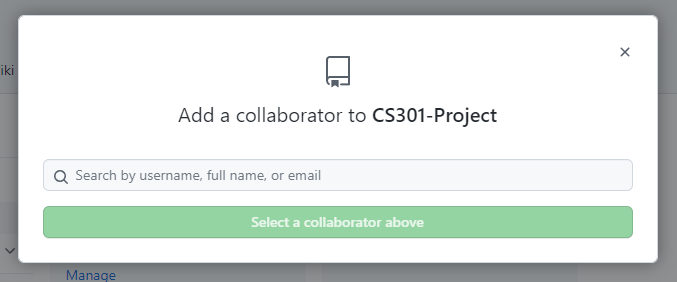 iki
Add a collaborator to CS301-Project
Search by username, full name, or email
Select a collaborator above
Manage